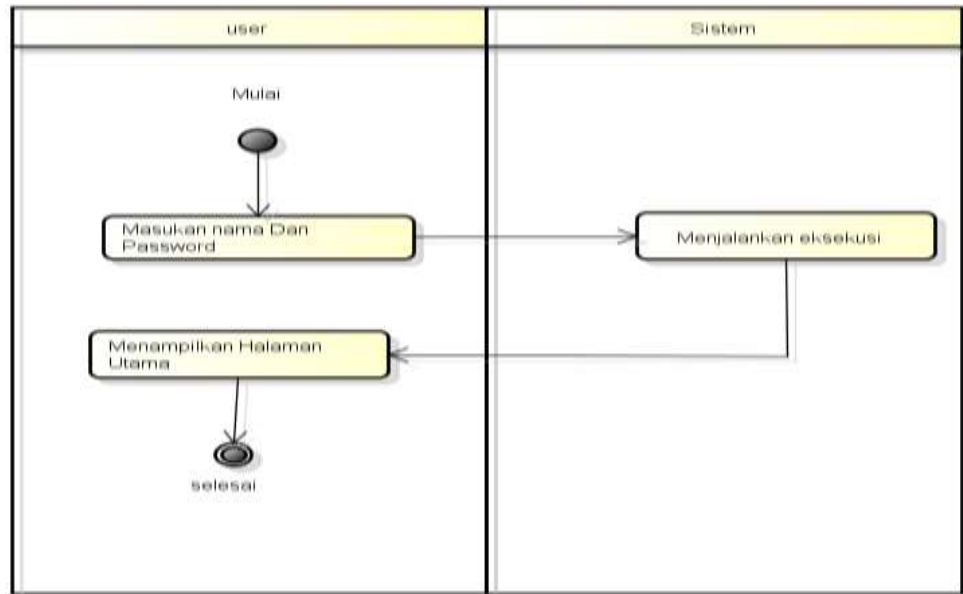 user
Sistem
Mulai
Masukan nama Dan
Password
Menjalankan eksekusi
Menampilkan Halaman
Utama
selesai